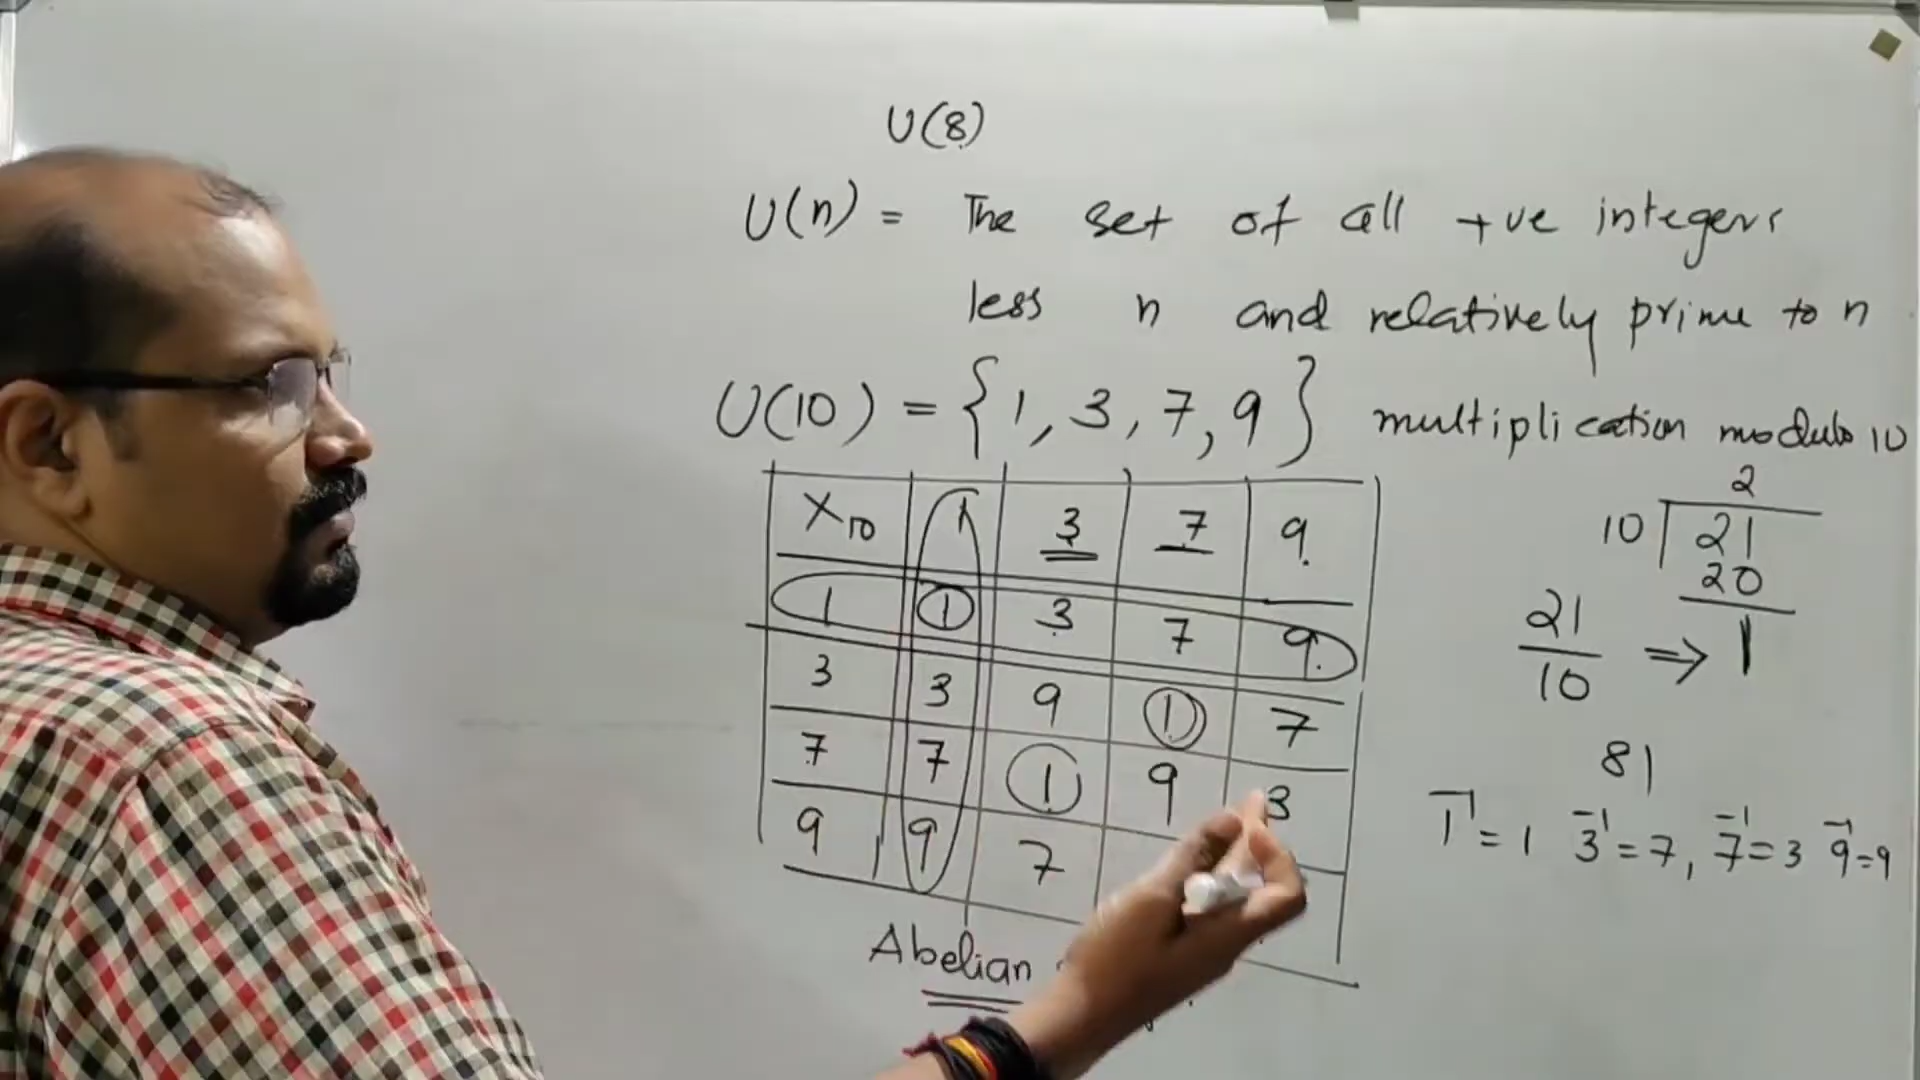 U(8)
U(n) = The set of all +ve integers
less n and relatively prime to n
U(10) = {1, 3, 7, 9} multiplication modulo 10
×10 1 3 7 9
1 1 3 7 9
3 3 9 1 7
7 7 1 9 3
9 9 7
Abelian
2
10 21
20
1
21/10 ⇒ 1
81
1⁻¹ = 1 3⁻¹ = 7, 7⁻¹ = 3 9⁻¹ = 9